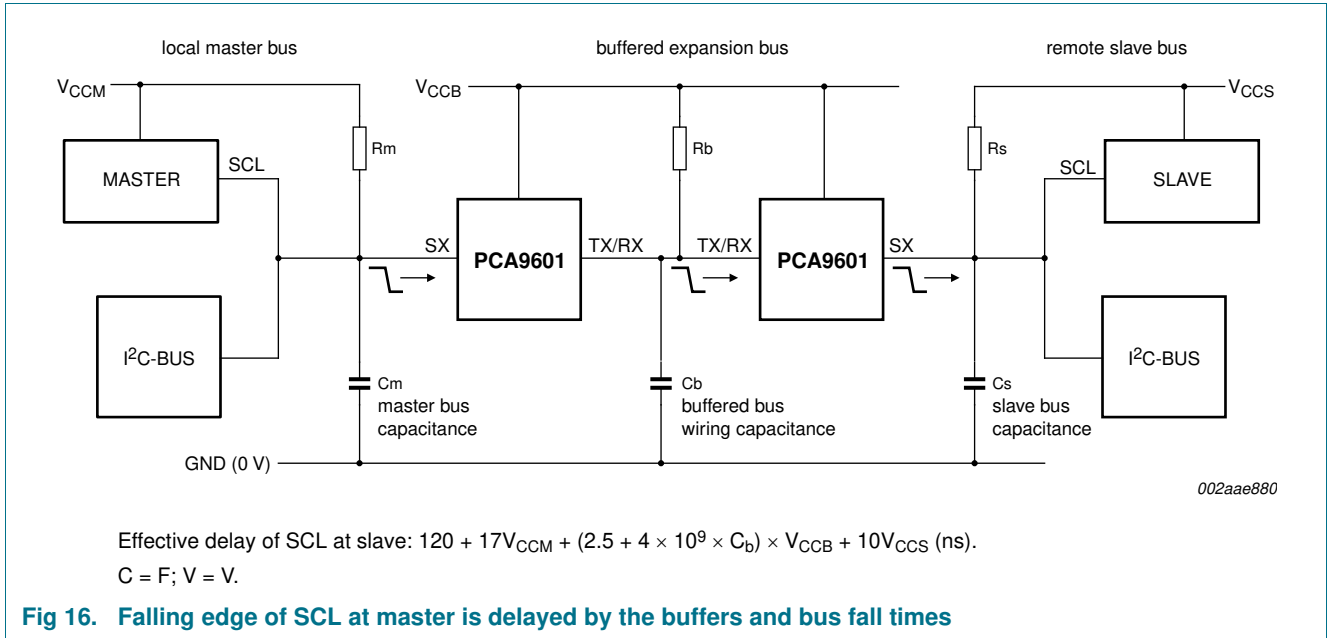 local master bus
buffered expansion bus
remote slave bus
VCCM
VCCB
VCCS
Rm
Rb
Rs
MASTER
SCL
SCL
SLAVE
SX
PCA9601
TX/RX
TX/RX
PCA9601
SX
I²C-BUS
I²C-BUS
Cm
master bus
capacitance
Cb
buffered bus
wiring capacitance
Cs
slave bus
capacitance
GND (0 V)
002aae880
Effective delay of SCL at slave: 120 + 17VCCM + (2.5 + 4 × 10⁹ × Cb) × VCCB + 10VCCS (ns).
C = F; V = V.
Fig 16. Falling edge of SCL at master is delayed by the buffers and bus fall times